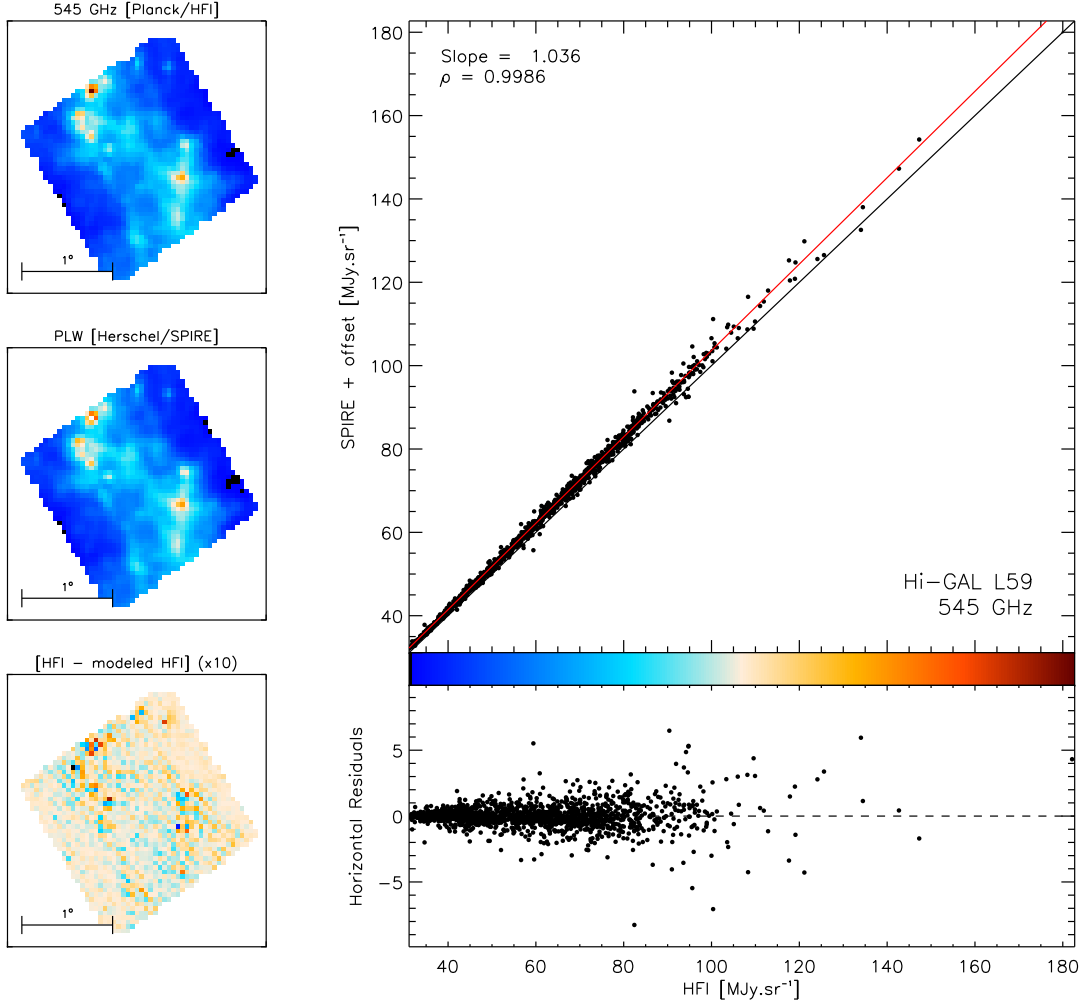 545 GHz [Planck/HFI]
1°
PLW [Herschel/SPIRE]
1°
[HFI − modeled HFI] (x10)
1°
Slope = 1.036
ρ = 0.9986
180
160
140
120
100
80
60
40
SPIRE + offset [MJy.sr⁻¹]
Hi−GAL L59
545 GHz
5
0
−5
Horizontal Residuals
40 60 80 100 120 140 160 180
HFI [MJy.sr⁻¹]